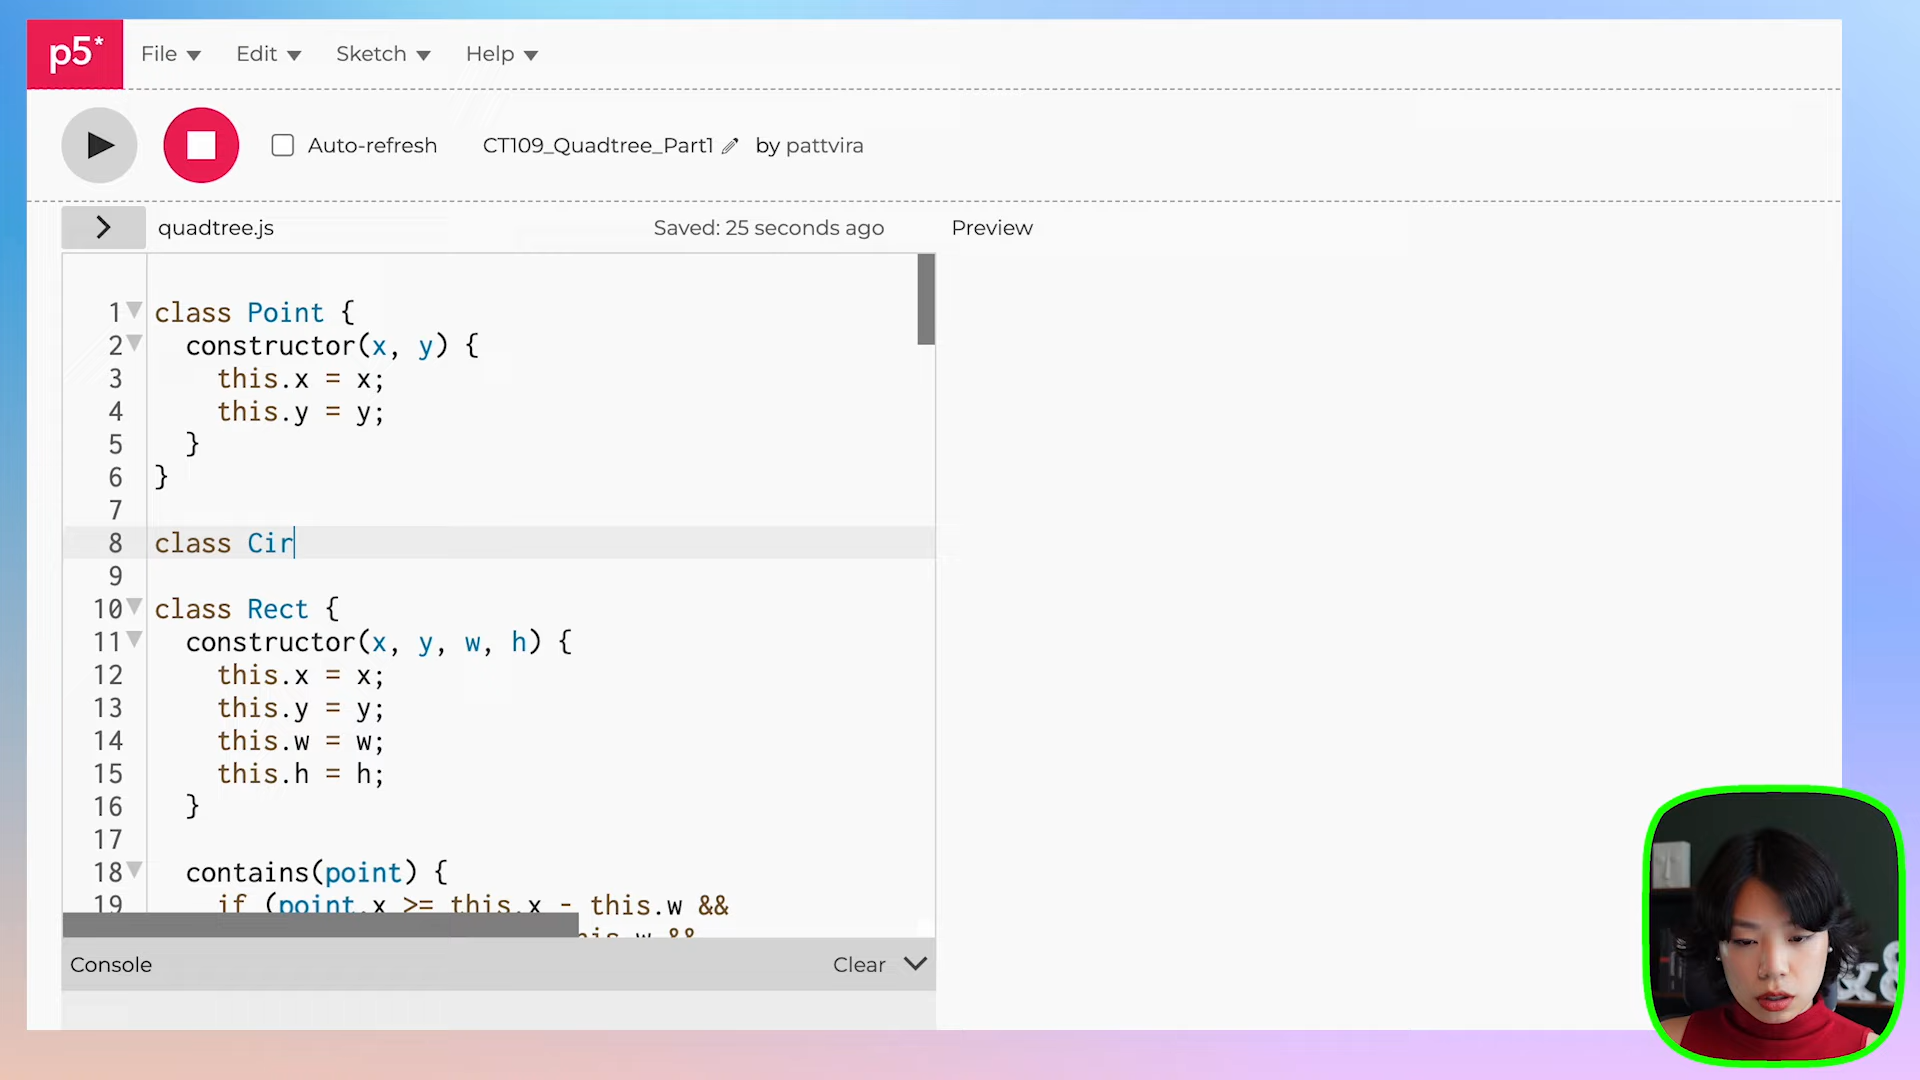 p5*
File Edit Sketch Help
Auto-refresh CT109_Quadtree_Part1 by pattvira
quadtree.js Saved: 25 seconds ago Preview
1 class Point {
2 constructor(x, y) {
3 this.x = x;
4 this.y = y;
5 }
6 }
7
8 class Cir
9
10 class Rect {
11 constructor(x, y, w, h) {
12 this.x = x;
13 this.y = y;
14 this.w = w;
15 this.h = h;
16 }
17
18 contains(point) {
19 if (point.x >= this.x - this.w &&
&&
Console Clear